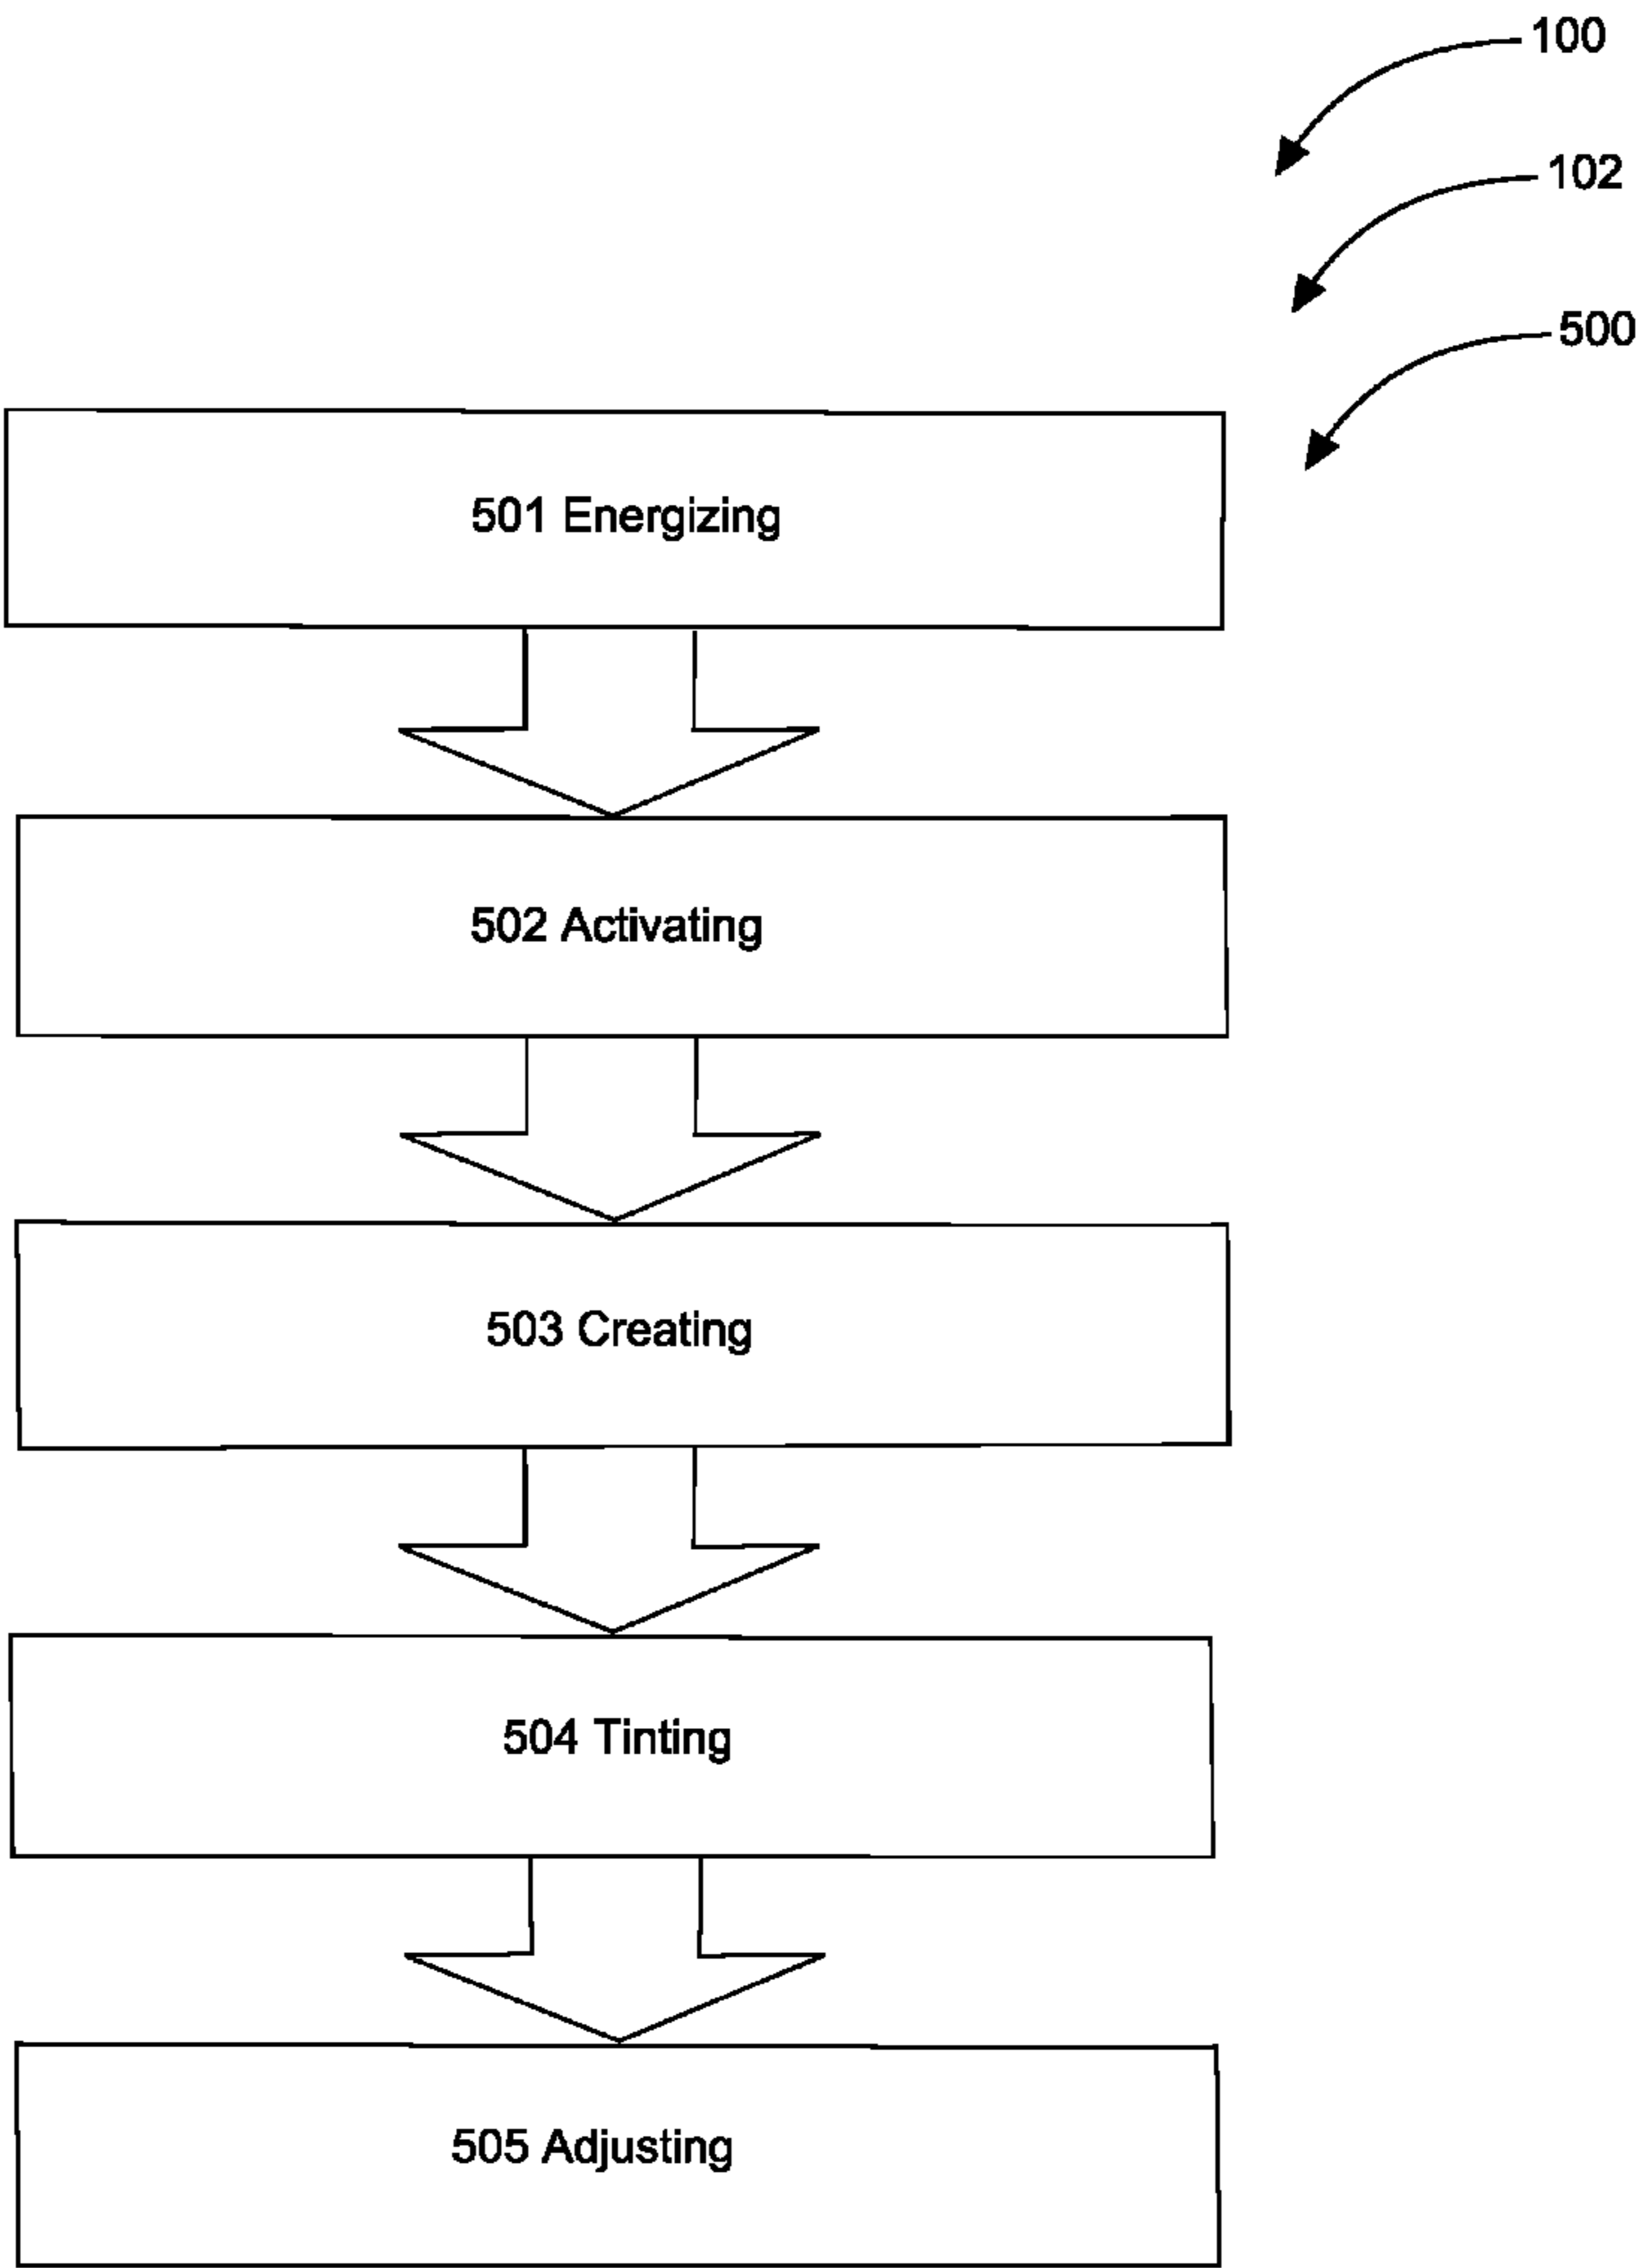 100
102
500
501 Energizing
502 Activating
503 Creating
504 Tinting
505 Adjusting